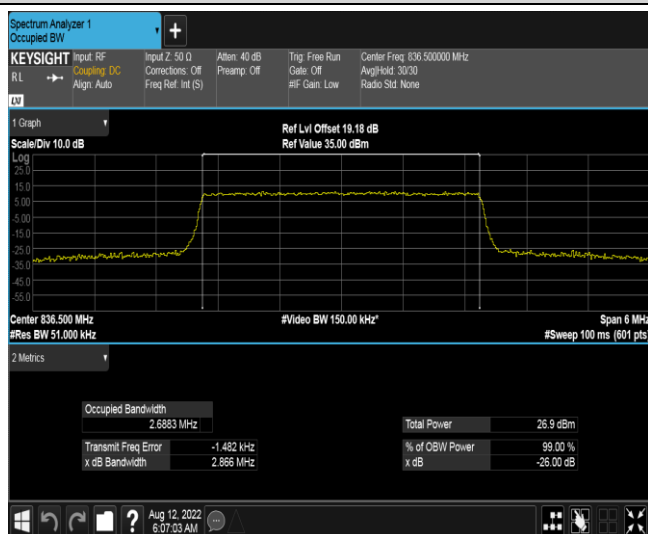 Spectrum Analyzer 1
Occupied BW
+
KEYSIGHT
RL
LXI
Input: RF
Coupling: DC
Align: Auto
Input Z: 50 Ω
Corrections: Off
Freq Ref: Int (S)
Atten: 40 dB
Preamp: Off
Trig: Free Run
Gate: Off
#IF Gain: Low
Center Freq: 836.500000 MHz
Avg|Hold: 30/30
Radio Std: None
1 Graph
Scale/Div 10.0 dB
Ref Lvl Offset 19.18 dB
Ref Value 35.00 dBm
Log
25.0
15.0
5.00
-5.00
-15.0
-25.0
-35.0
-45.0
-55.0
Center 836.500 MHz
#Res BW 51.000 kHz
#Video BW 150.00 kHz*
Span 6 MHz
#Sweep 100 ms (601 pts)
2 Metrics
Occupied Bandwidth
2.6883 MHz
Transmit Freq Error -1.482 kHz
x dB Bandwidth 2.866 MHz
Total Power 26.9 dBm
% of OBW Power 99.00 %
x dB -26.00 dB
?
Aug 12, 2022
6:07:03 AM